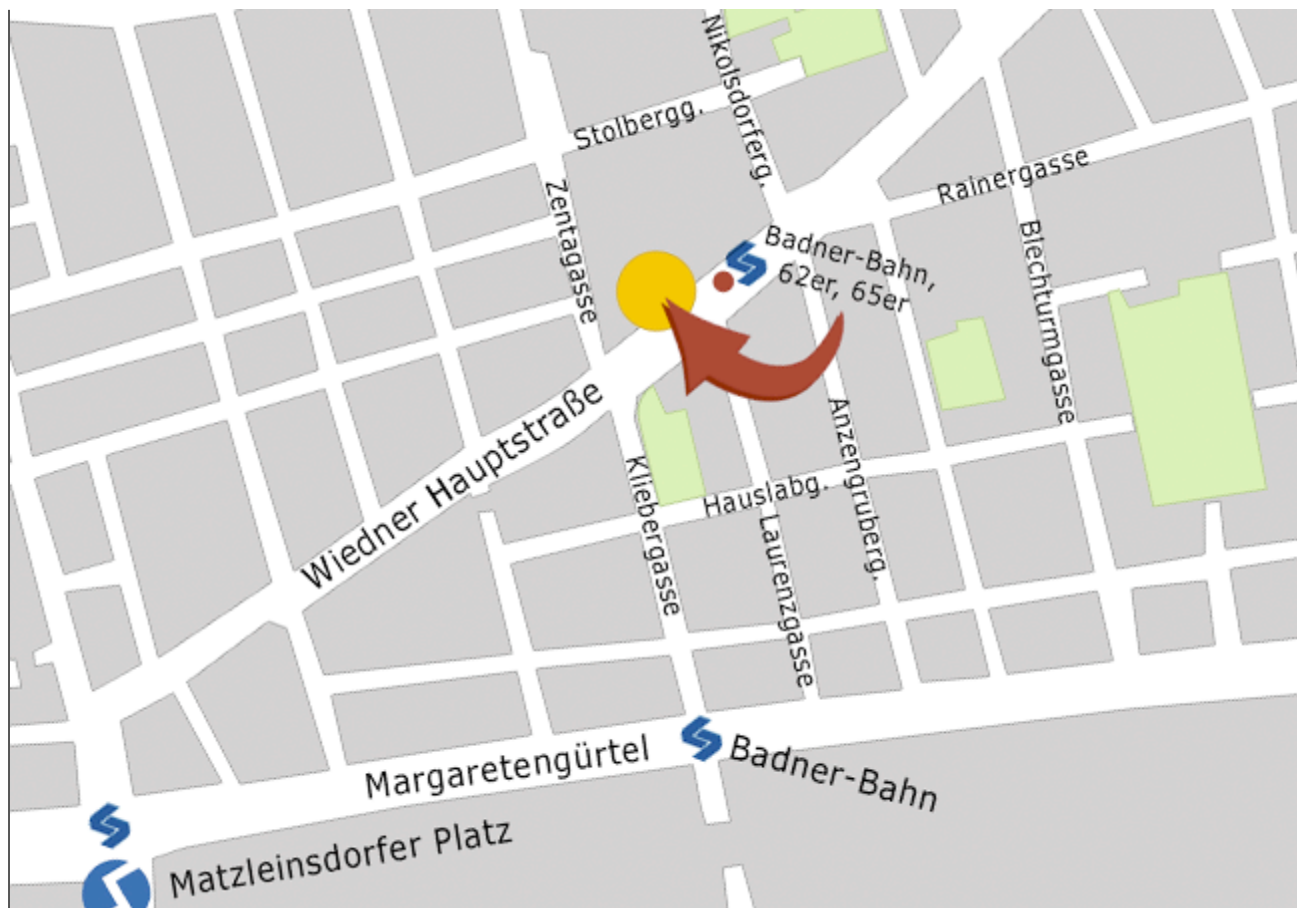 Nikolsdorferg.
Stolbergg.
Rainergasse
Zentagasse
Blechturmgasse
Badner-Bahn,
62er, 65er
Wiedner Hauptstraße
Anzengruberg.
Kliebergasse
Hauslabg.
Laurenzgasse
Margaretengürtel
Badner-Bahn
Matzleinsdorfer Platz